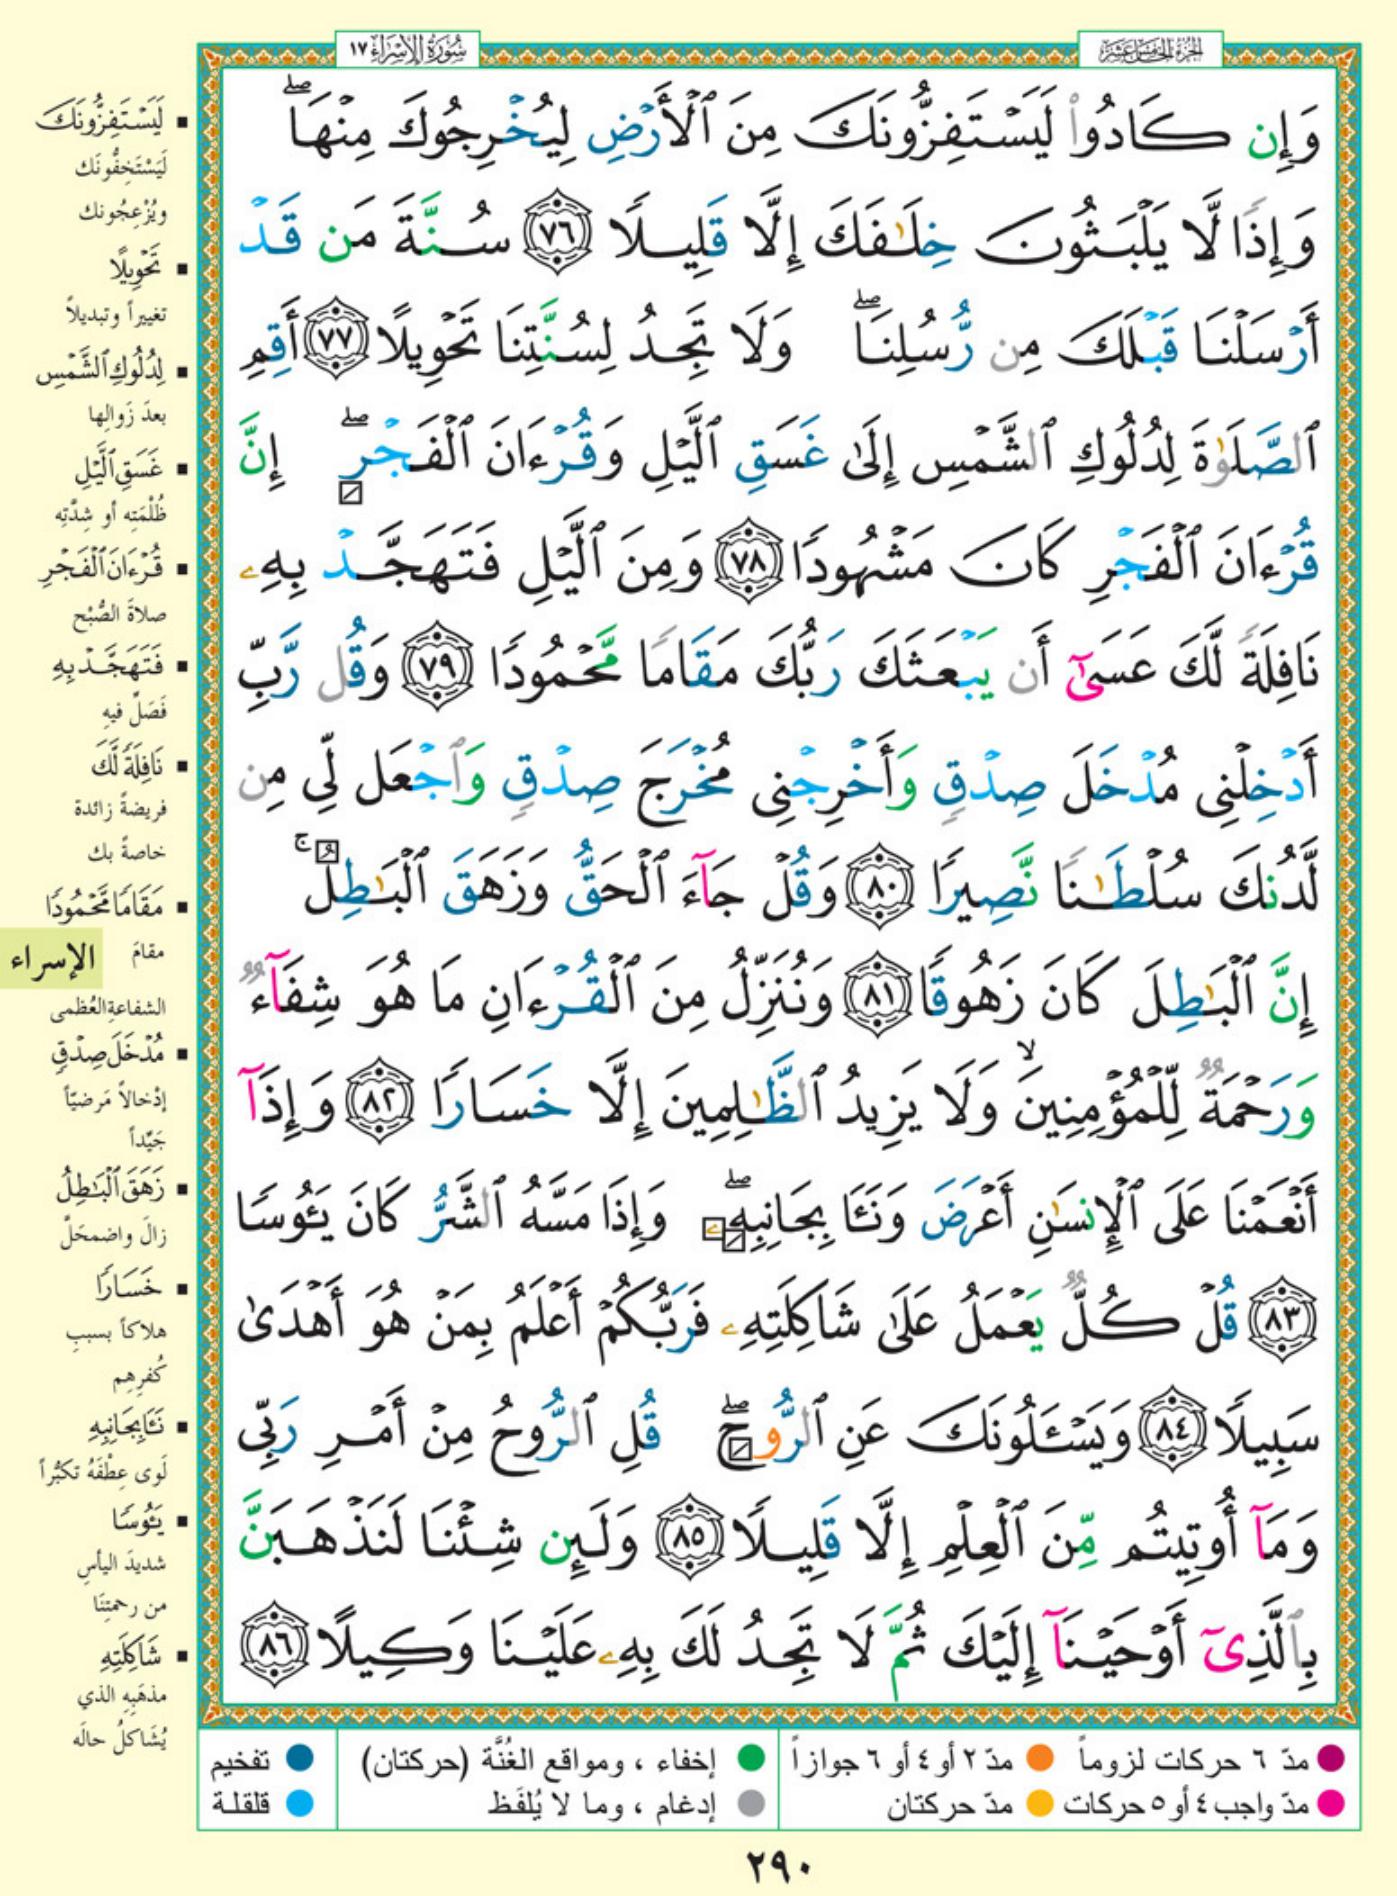 الجزء الخامس عشر
سورة الإسراء ١٧
وَإِن كَادُوا۟ لَيَسْتَفِزُّونَكَ مِنَ ٱلْأَرْضِ لِيُخْرِجُوكَ مِنْهَا ۖ
وَإِذًا لَّا يَلْبَثُونَ خِلَـٰفَكَ إِلَّا قَلِيلًا ٧٦ سُنَّةَ مَن قَدْ
أَرْسَلْنَا قَبْلَكَ مِن رُّسُلِنَا ۖ وَلَا تَجِدُ لِسُنَّتِنَا تَحْوِيلًا ٧٧ أَقِمِ
ٱلصَّلَوٰةَ لِدُلُوكِ ٱلشَّمْسِ إِلَىٰ غَسَقِ ٱلَّيْلِ وَقُرْءَانَ ٱلْفَجْرِ ۖ إِنَّ
قُرْءَانَ ٱلْفَجْرِ كَانَ مَشْهُودًا ٧٨ وَمِنَ ٱلَّيْلِ فَتَهَجَّدْ بِهِۦ
نَافِلَةً لَّكَ عَسَىٰٓ أَن يَبْعَثَكَ رَبُّكَ مَقَامًا مَّحْمُودًا ٧٩ وَقُل رَّبِّ
أَدْخِلْنِى مُدْخَلَ صِدْقٍ وَأَخْرِجْنِى مُخْرَجَ صِدْقٍ وَٱجْعَل لِّى مِن
لَّدُنكَ سُلْطَـٰنًا نَّصِيرًا ٨٠ وَقُلْ جَآءَ ٱلْحَقُّ وَزَهَقَ ٱلْبَـٰطِلُ ۚ
إِنَّ ٱلْبَـٰطِلَ كَانَ زَهُوقًا ٨١ وَنُنَزِّلُ مِنَ ٱلْقُرْءَانِ مَا هُوَ شِفَآءٌ
وَرَحْمَةٌ لِّلْمُؤْمِنِينَ ۙ وَلَا يَزِيدُ ٱلظَّـٰلِمِينَ إِلَّا خَسَارًا ٨٢ وَإِذَآ
أَنْعَمْنَا عَلَى ٱلْإِنسَـٰنِ أَعْرَضَ وَنَـَٔا بِجَانِبِهِۦ ۖ وَإِذَا مَسَّهُ ٱلشَّرُّ كَانَ يَـُٔوسًا
٨٣ قُلْ كُلٌّ يَعْمَلُ عَلَىٰ شَاكِلَتِهِۦ فَرَبُّكُمْ أَعْلَمُ بِمَنْ هُوَ أَهْدَىٰ
سَبِيلًا ٨٤ وَيَسْـَٔلُونَكَ عَنِ ٱلرُّوحِ ۖ قُلِ ٱلرُّوحُ مِنْ أَمْرِ رَبِّى
وَمَآ أُوتِيتُم مِّنَ ٱلْعِلْمِ إِلَّا قَلِيلًا ٨٥ وَلَئِن شِئْنَا لَنَذْهَبَنَّ
بِٱلَّذِىٓ أَوْحَيْنَآ إِلَيْكَ ثُمَّ لَا تَجِدُ لَكَ بِهِۦ عَلَيْنَا وَكِيلًا ٨٦
▪ لَيَسْتَفِزُّونَكَ
لَيَسْتَخِفُّونَك
ويُزْعِجُونك
▪ تَحْوِيلًا
تغييراً وتبديلاً
▪ لِدُلُوكِ ٱلشَّمْسِ
بعدَ زَوالِها
▪ غَسَقِ ٱلَّيْلِ
ظُلْمَتِه أو شِدَّتِه
▪ قُرْءَانَ ٱلْفَجْرِ
صلاةَ الصُّبْح
▪ فَتَهَجَّدْ بِهِ
فَصَلِّ فيهِ
▪ نَافِلَةً لَّكَ
فريضةً زائدة
خاصةً بك
▪ مَقَامًا مَّحْمُودًا
مقامَ
الإسراء
الشفاعةِ العُظمى
▪ مُدْخَلَ صِدْقٍ
إدْخالاً مَرضيّاً
جَيِّداً
▪ زَهَقَ ٱلْبَـٰطِلُ
زالَ واضمحَلَّ
▪ خَسَارًا
هلاكاً بسببِ
كُفرِهِم
▪ نَـَٔا بِجَانِبِهِ
لَوى عِطْفَهُ تكبُّراً
▪ يَـُٔوسًا
شديدَ اليأسِ
من رحمتِنَا
▪ شَاكِلَتِهِ
مذهَبِهِ الذي
يُشَاكلُ حالَه
مدّ ٦ حركات لزوماً ● مدّ ٢ أو ٤ أو ٦ جوازاً ● إخفاء ، ومواقع الغُنَّة (حركتان) ● تفخيم
مدّ واجب ٤ أو ٥ حركات ● مدّ حركتان ● إدغام ، وما لا يُلفَظ ● قلقلة
٢٩٠